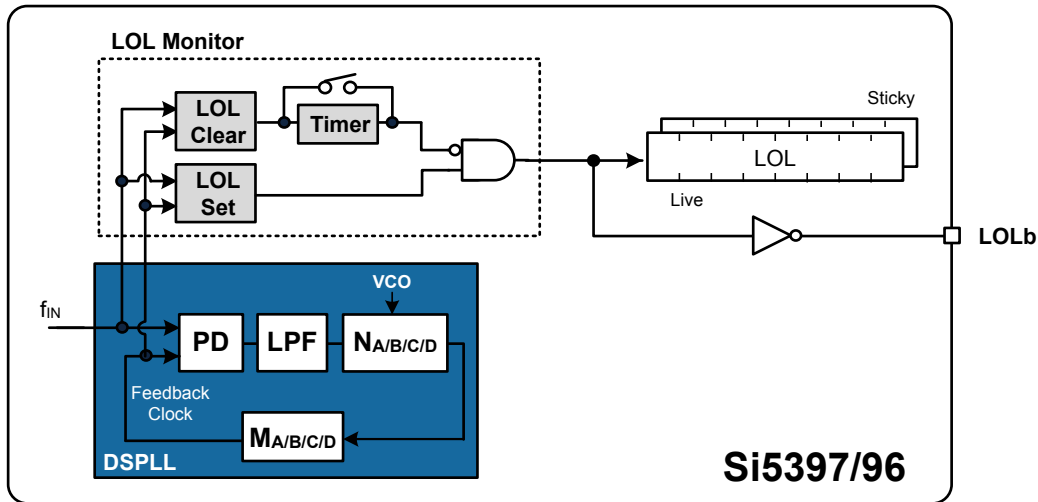 LOL Monitor
LOL
Clear
Timer
LOL
Set
Sticky
LOL
Live
LOLb
fIN
VCO
PD
LPF
NA/B/C/D
Feedback
Clock
MA/B/C/D
DSPLL
Si5397/96